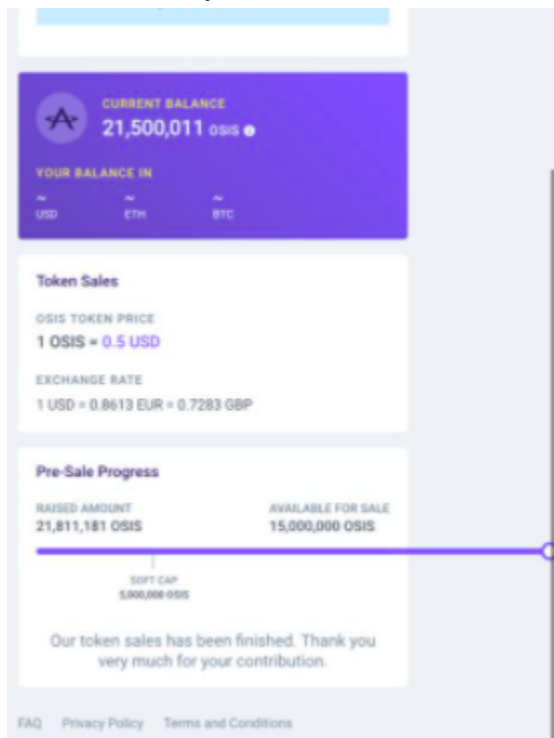 CURRENT BALANCE
21,500,011 OSIS
YOUR BALANCE IN
~ ~ ~
USD ETH BTC
Token Sales
OSIS TOKEN PRICE
1 OSIS = 0.5 USD
EXCHANGE RATE
1 USD = 0.8613 EUR = 0.7283 GBP
Pre-Sale Progress
RAISED AMOUNT AVAILABLE FOR SALE
21,811,181 OSIS 15,000,000 OSIS
SOFT CAP
5,000,000 OSIS
Our token sales has been finished. Thank you
very much for your contribution.
FAQ Privacy Policy Terms and Conditions